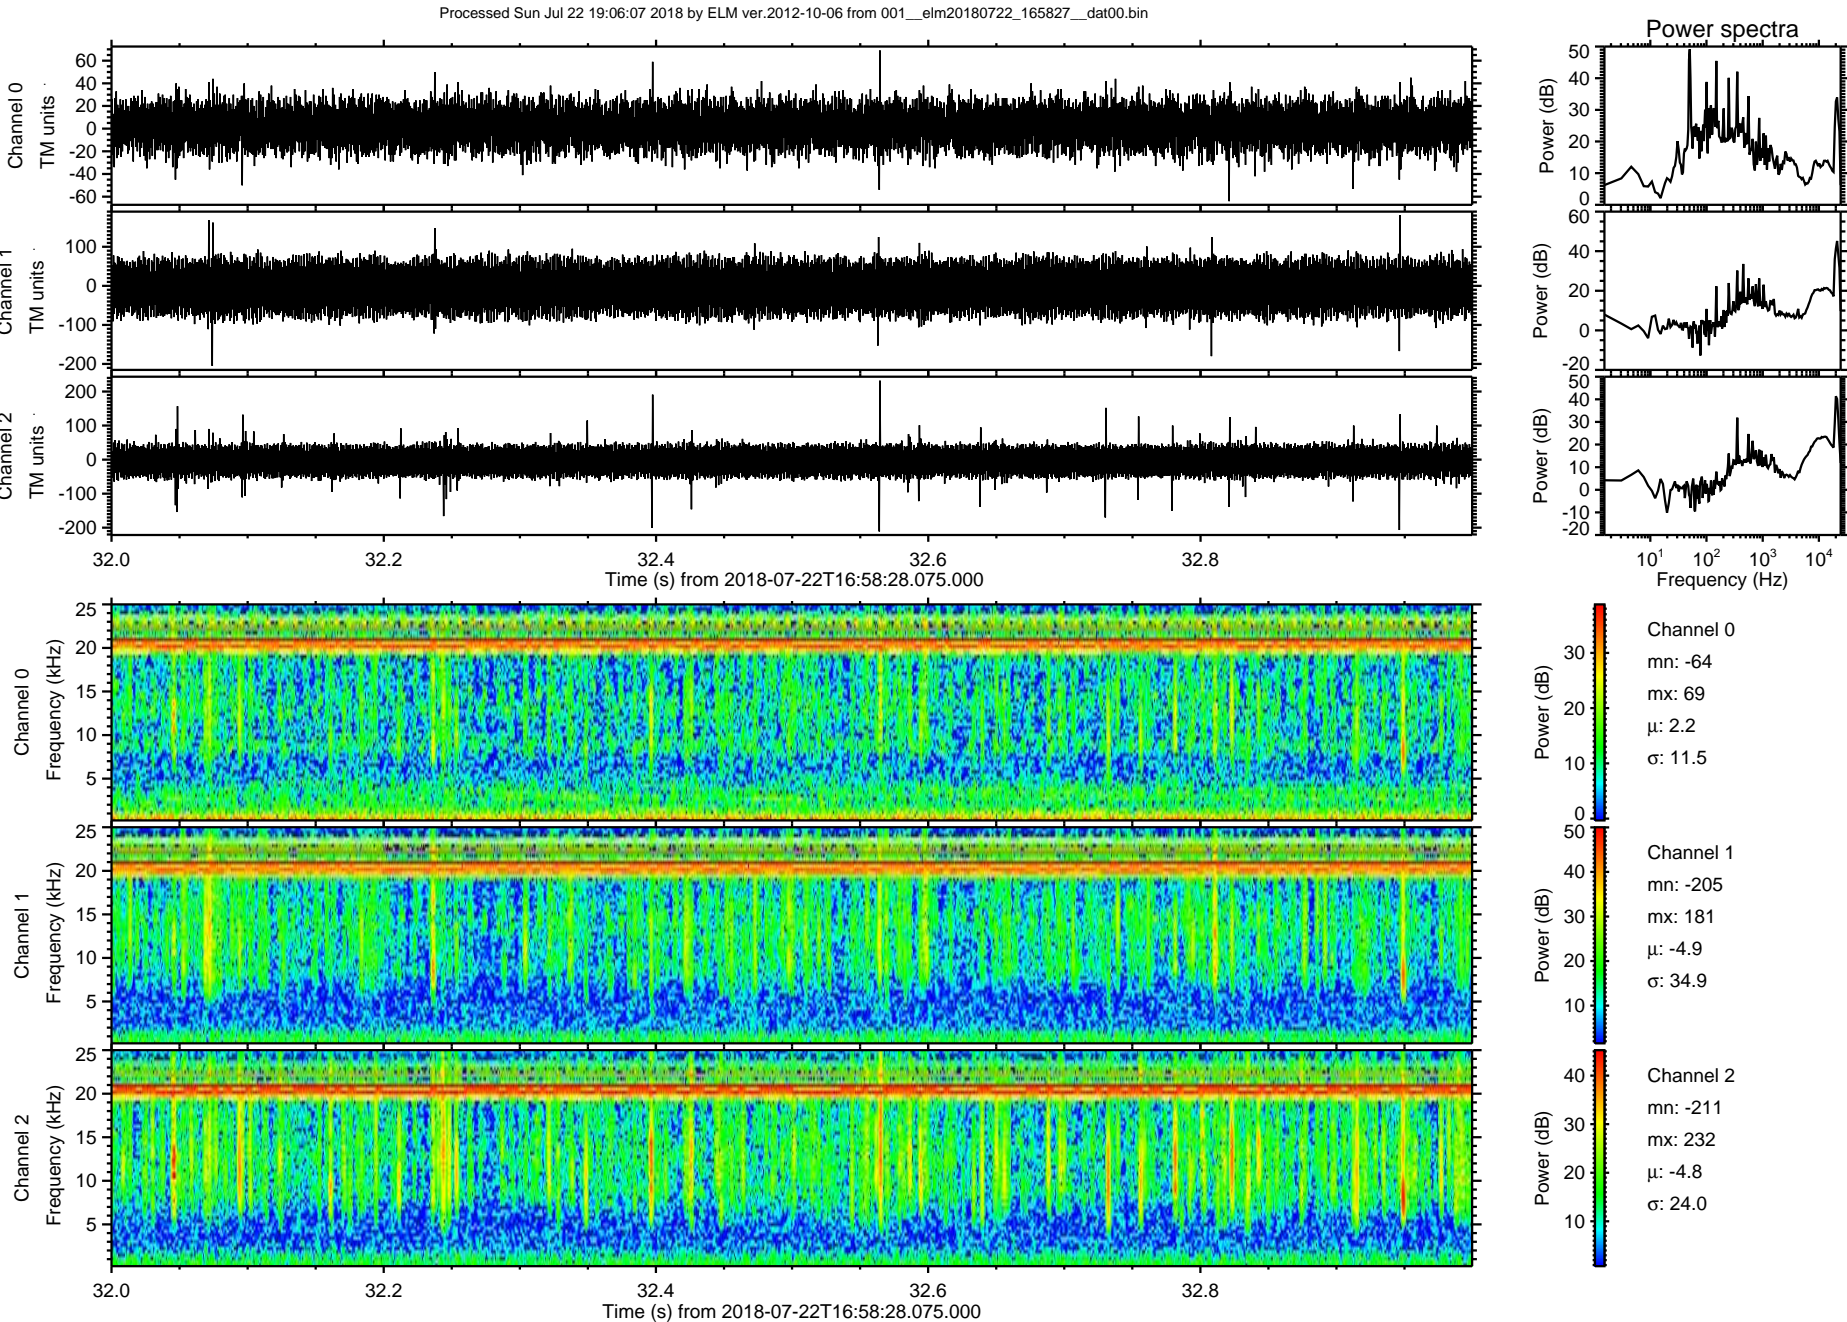 Processed Sun Jul 22 19:06:07 2018 by ELM ver.2012-10-06 from 001__elm20180722_165827__dat00.bin
Power spectra
Channel 0
TM units
60
40
20
0
-20
-40
-60
Power (dB)
50
40
30
20
10
0
Channel 1
TM units
100
0
-100
-200
Power (dB)
60
40
20
0
-20
Channel 2
TM units
200
100
0
-100
-200
Power (dB)
50
40
30
20
10
0
-10
-20
32.0 32.2 32.4 32.6 32.8
Time (s) from 2018-07-22T16:58:28.075.000
10¹ 10² 10³ 10⁴
Frequency (Hz)
Channel 0
Frequency (kHz)
25
20
15
10
5
Power (dB)
30
20
10
0
Channel 0
mn: -64
mx: 69
μ: 2.2
σ: 11.5
Channel 1
Frequency (kHz)
25
20
15
10
5
Power (dB)
50
40
30
20
10
Channel 1
mn: -205
mx: 181
μ: -4.9
σ: 34.9
Channel 2
Frequency (kHz)
25
20
15
10
5
Power (dB)
40
30
20
10
Channel 2
mn: -211
mx: 232
μ: -4.8
σ: 24.0
32.0 32.2 32.4 32.6 32.8
Time (s) from 2018-07-22T16:58:28.075.000